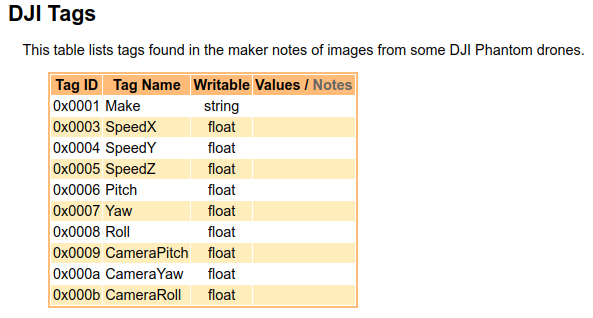 DJI Tags
This table lists tags found in the maker notes of images from some DJI Phantom drones.
Tag ID Tag Name Writable Values / Notes
0x0001 Make string
0x0003 SpeedX float
0x0004 SpeedY float
0x0005 SpeedZ float
0x0006 Pitch float
0x0007 Yaw float
0x0008 Roll float
0x0009 CameraPitch float
0x000a CameraYaw float
0x000b CameraRoll float